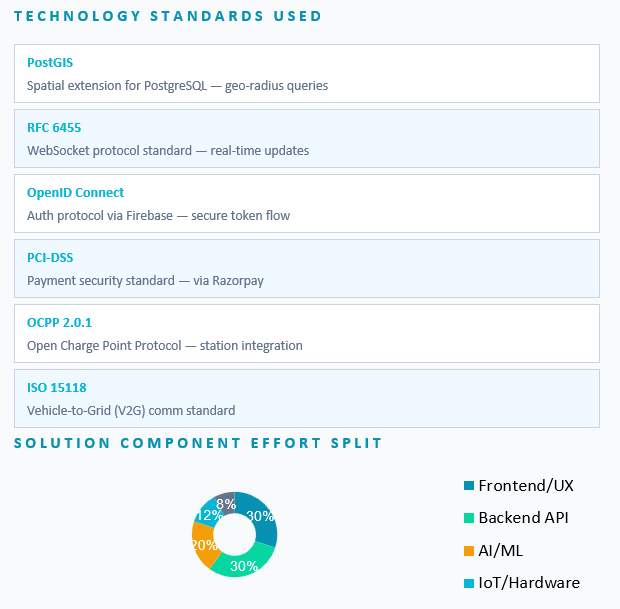 TECHNOLOGY STANDARDS USED
PostGIS
Spatial extension for PostgreSQL — geo-radius queries
RFC 6455
WebSocket protocol standard — real-time updates
OpenID Connect
Auth protocol via Firebase — secure token flow
PCI-DSS
Payment security standard — via Razorpay
OCPP 2.0.1
Open Charge Point Protocol — station integration
ISO 15118
Vehicle-to-Grid (V2G) comm standard
SOLUTION COMPONENT EFFORT SPLIT
8%
12%
30%
20%
30%
Frontend/UX
Backend API
AI/ML
IoT/Hardware